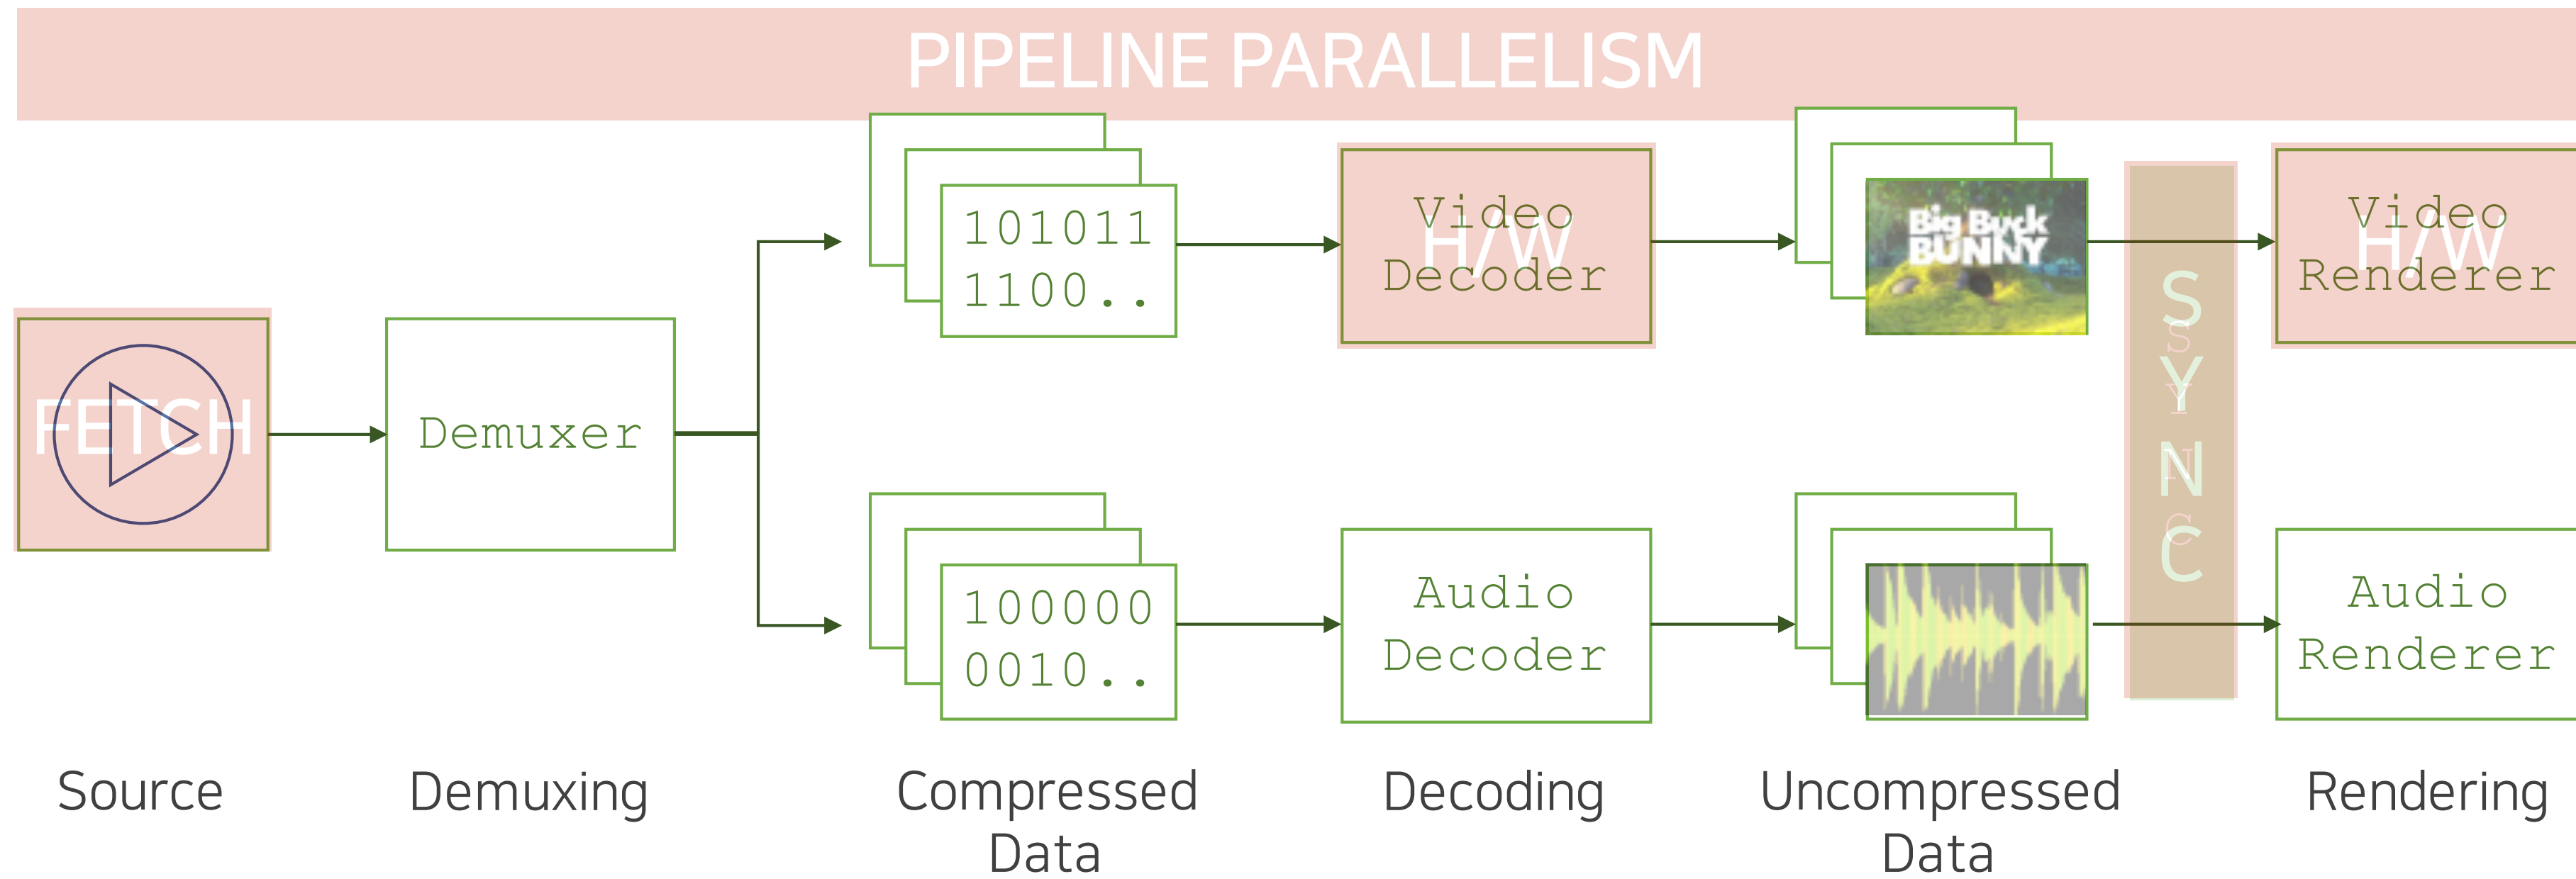 PIPELINE PARALLELISM
FETCH
Demuxer
101011
1100..
Video
Decoder
H/W
Big Buck
BUNNY
S
Y
N
C
S
Y
N
C
Video
Renderer
H/W
100000
0010..
Audio
Decoder
Audio
Renderer
Source
Demuxing
Compressed
Data
Decoding
Uncompressed
Data
Rendering